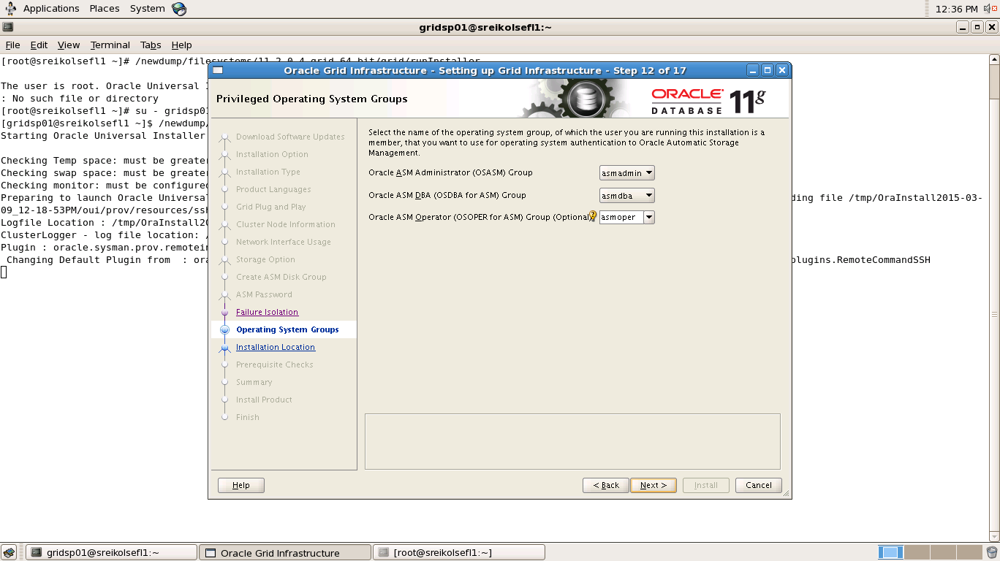 Applications Places System
12:36 PM
gridsp01@sreikolsefl1:~
File Edit View Terminal Tabs Help
[root@sreikolsefl1 ~]# /newdump/filesystems/11.2.0.4_grid_64_bit/grid/runInstaller
The user is root. Oracle Universal I
: No such file or directory
[root@sreikolsefl1 ~]# su - gridsp01
[gridsp01@sreikolsefl1 ~]$ /newdump/
Starting Oracle Universal Installer
Checking Temp space: must be greater
Checking swap space: must be greater
Checking monitor: must be configured
Preparing to launch Oracle Universal
ding file /tmp/OraInstall2015-03-
09_12-18-53PM/oui/prov/resources/ssh
Logfile Location : /tmp/OraInstall20
ClusterLogger - log file location: /
Plugin : oracle.sysman.prov.remotein
Changing Default Plugin from : ora
plugins.RemoteCommandSSH
Oracle Grid Infrastructure - Setting up Grid Infrastructure - Step 12 of 17
Privileged Operating System Groups
ORACLE
DATABASE
11g
Download Software Updates
Installation Option
Installation Type
Product Languages
Grid Plug and Play
Cluster Node Information
Network Interface Usage
Storage Option
Create ASM Disk Group
ASM Password
Failure Isolation
Operating System Groups
Installation Location
Prerequisite Checks
Summary
Install Product
Finish
Select the name of the operating system group, of which the user you are running this installation is a
member, that you want to use for operating system authentication to Oracle Automatic Storage
Management.
Oracle ASM Administrator (OSASM) Group asmadmin
Oracle ASM DBA (OSDBA for ASM) Group asmdba
Oracle ASM Operator (OSOPER for ASM) Group (Optional) asmoper
Help < Back Next > Install Cancel
gridsp01@sreikolsefl1:~ Oracle Grid Infrastructure [root@sreikolsefl1:~]